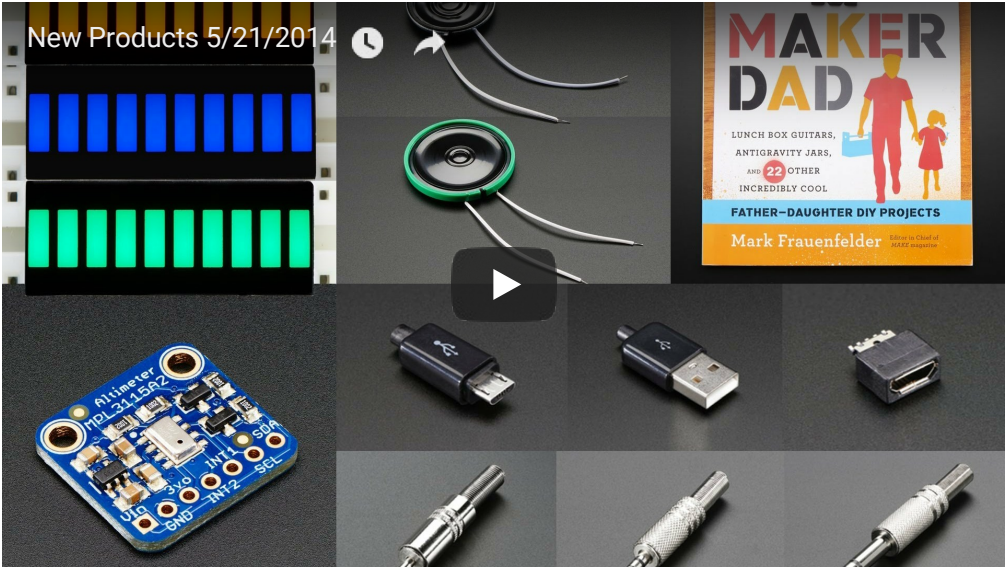 New Products 5/21/2014
MAKER
DAD
LUNCH BOX GUITARS,
ANTIGRAVITY JARS,
AND 22 OTHER
INCREDIBLY COOL
FATHER–DAUGHTER DIY PROJECTS
Mark Frauenfelder
Editor in Chief of
MAKE magazine
Altimeter
MPL3115A2
SDA
SCL
INT1
INT2
3vo
GND
Vin